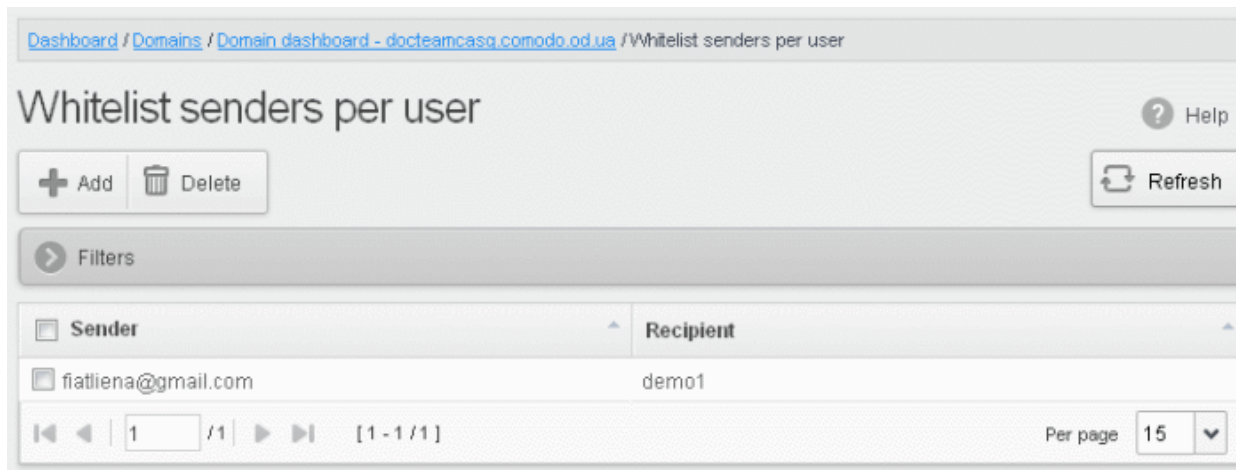 Dashboard / Domains / Domain dashboard - docteamcasg.comodo.od.ua / Whitelist senders per user
Whitelist senders per user
Help
Add Delete
Refresh
Filters
Sender Recipient
fiatliena@gmail.com demo1
1 /1 [1 - 1 / 1] Per page 15